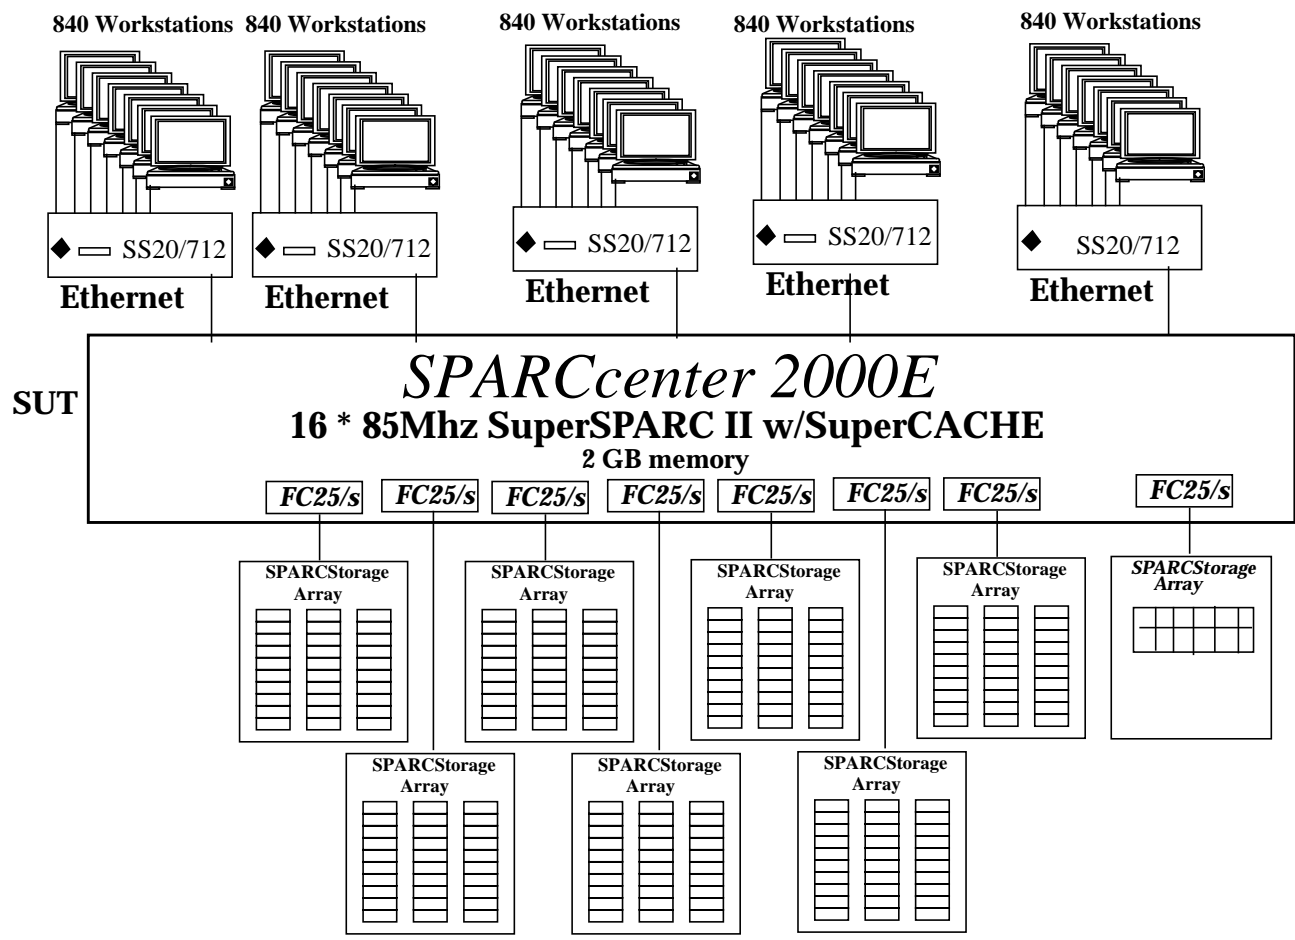 840 Workstations 840 Workstations 840 Workstations 840 Workstations 840 Workstations
SS20/712 SS20/712 SS20/712 SS20/712 SS20/712
Ethernet Ethernet Ethernet Ethernet Ethernet
SPARCcenter 2000E
SUT
16 * 85Mhz SuperSPARC II w/SuperCACHE
2 GB memory
FC25/s FC25/s FC25/s FC25/s FC25/s FC25/s FC25/s FC25/s
SPARCStorage SPARCStorage SPARCStorage SPARCStorage SPARCStorage
Array Array Array Array Array
SPARCStorage SPARCStorage SPARCStorage
Array Array Array